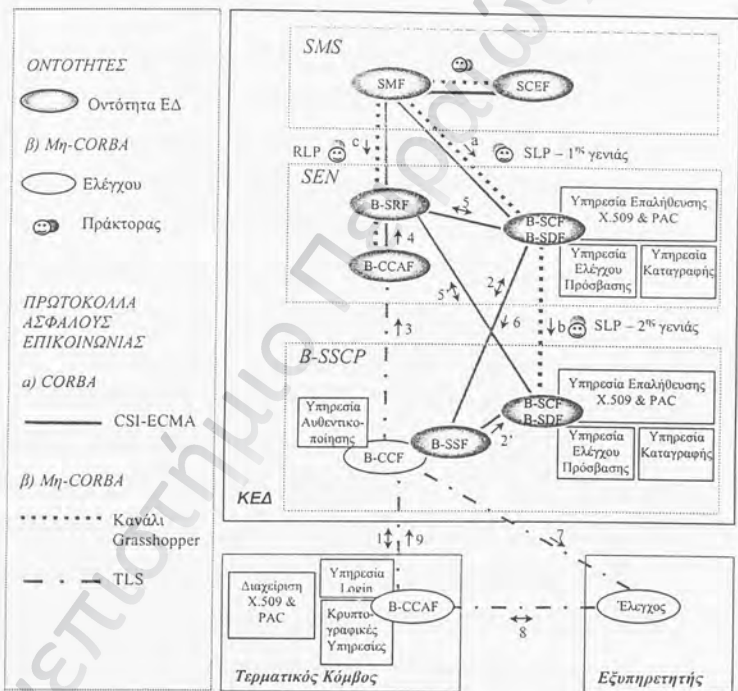 ΟΝΤΟΤΗΤΕΣ
Οντότητα ΕΔ
β) Μη-CORBA
Ελέγχου
Πράκτορας
ΠΡΩΤΟΚΟΛΛΑ
ΑΣΦΑΛΟΥΣ
ΕΠΙΚΟΙΝΩΝΙΑΣ
α) CORBA
CSI-ECMA
β) Μη-CORBA
Κανάλι
Grasshopper
TLS
SMS
SMF
SCEF
RLP
c
a
SLP – 1ης γενιάς
SEN
B-SRF
5
B-SCF
B-SDF
Υπηρεσία Επαλήθευσης
X.509 & PAC
Υπηρεσία
Ελέγχου
Πρόσβασης
Υπηρεσία
Καταγραφής
4
B-CCAF
2
5'
6
3
b
SLP – 2ης γενιάς
B-SSCP
Υπηρεσία
Αυθεντικο-
ποίησης
B-CCF
B-SSF
2'
B-SCF
B-SDF
Υπηρεσία Επαλήθευσης
X.509 & PAC
Υπηρεσία
Ελέγχου
Πρόσβασης
Υπηρεσία
Καταγραφής
ΚΕΔ
1
9
7
Διαχείριση
X.509 &
PAC
Υπηρεσία
Login
Κρυπτο-
γραφικές
Υπηρεσίες
B-CCAF
8
Έλεγχος
Τερματικός Κόμβος
Εξυπηρετητής
Πανεπιστήμιο Πειραιώς